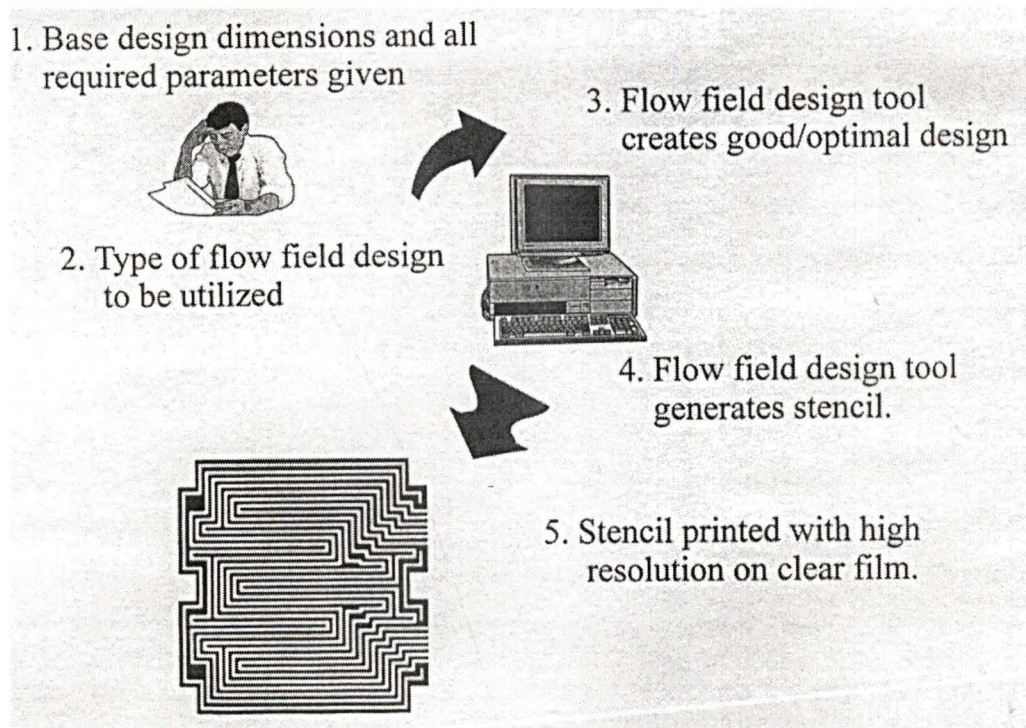 1. Base design dimensions and all
required parameters given
3. Flow field design tool
creates good/optimal design
2. Type of flow field design
to be utilized
4. Flow field design tool
generates stencil.
5. Stencil printed with high
resolution on clear film.